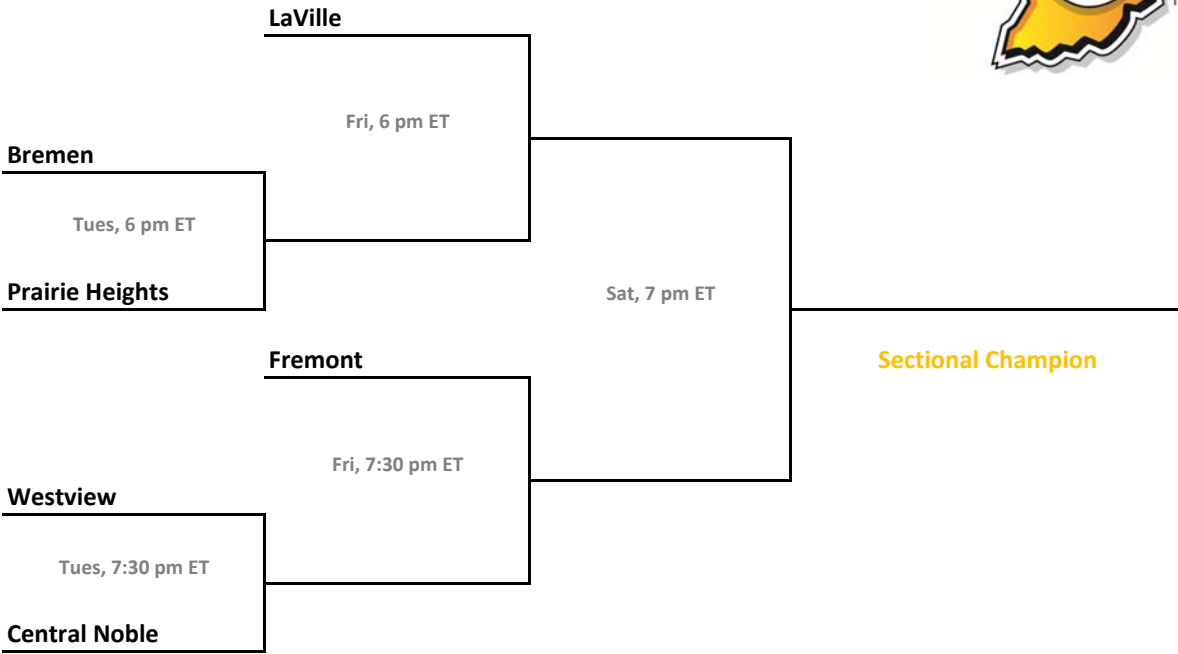 LaVille
Fri, 6 pm ET
Bremen
Tues, 6 pm ET
Prairie Heights
Sat, 7 pm ET
Fremont
Sectional Champion
Fri, 7:30 pm ET
Westview
Tues, 7:30 pm ET
Central Noble